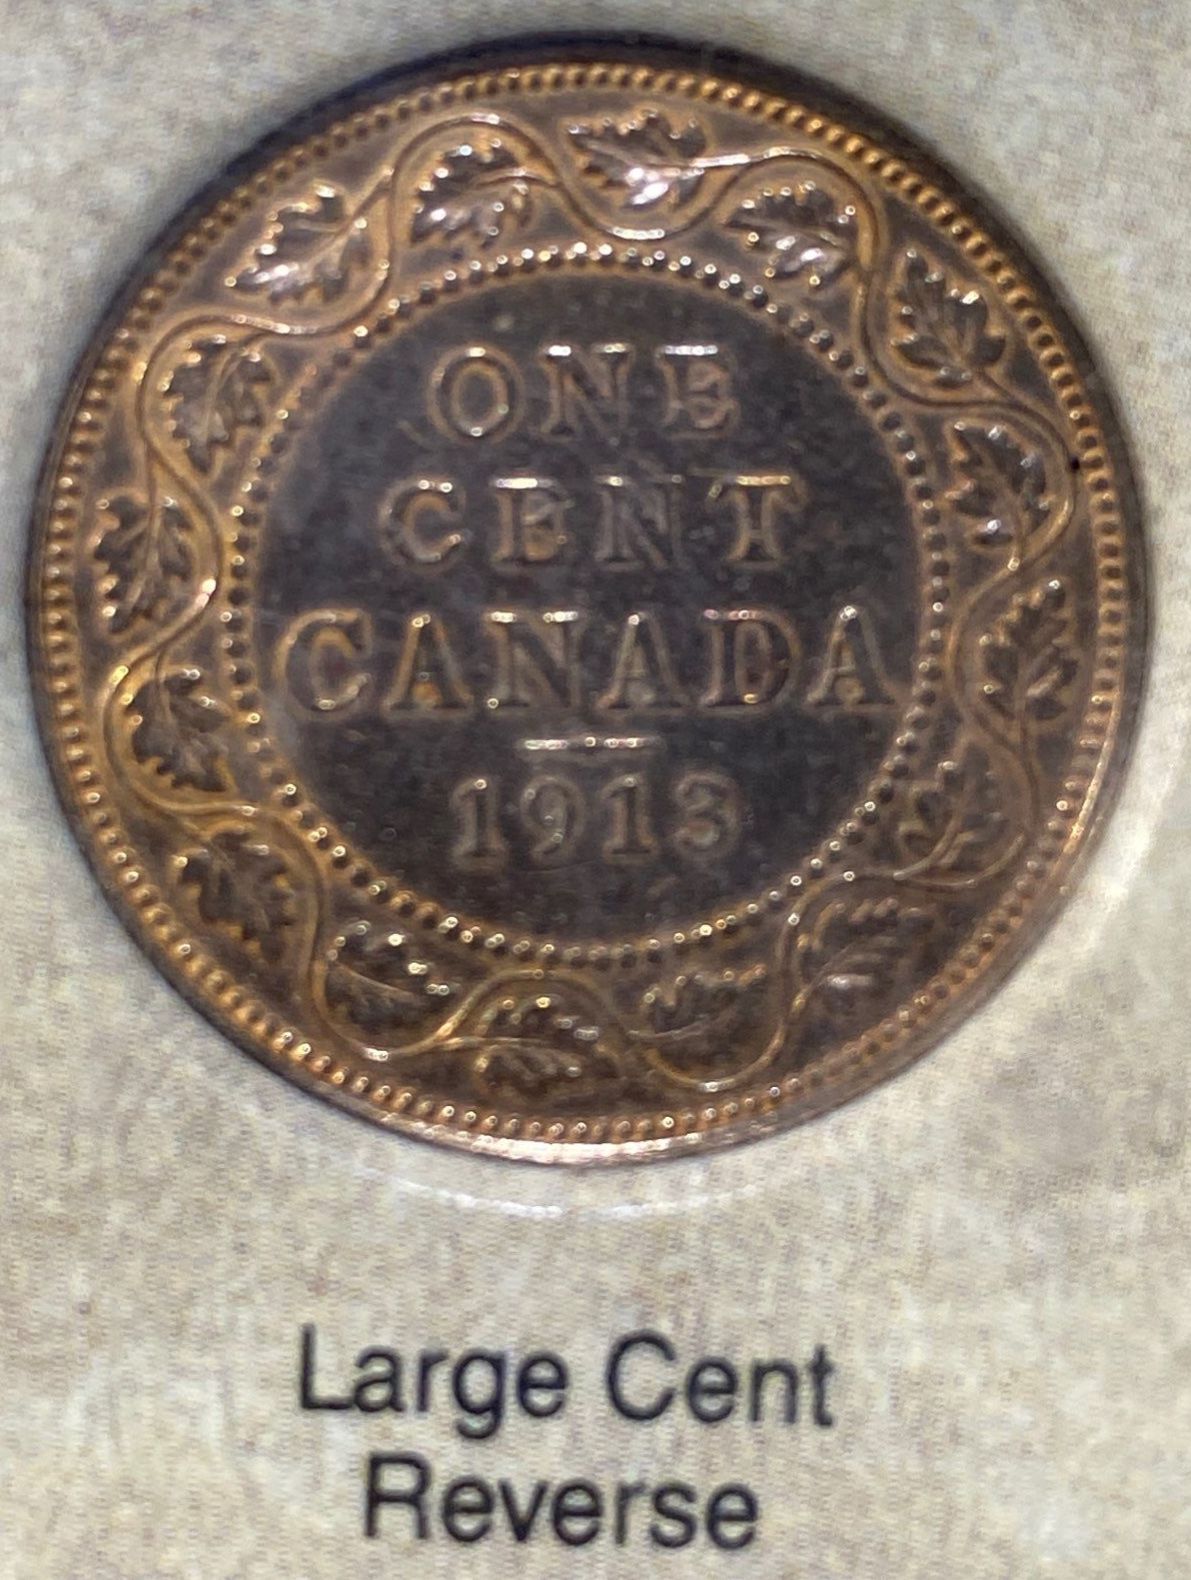 ONE
CENT
CANADA
1913
Large Cent
Reverse